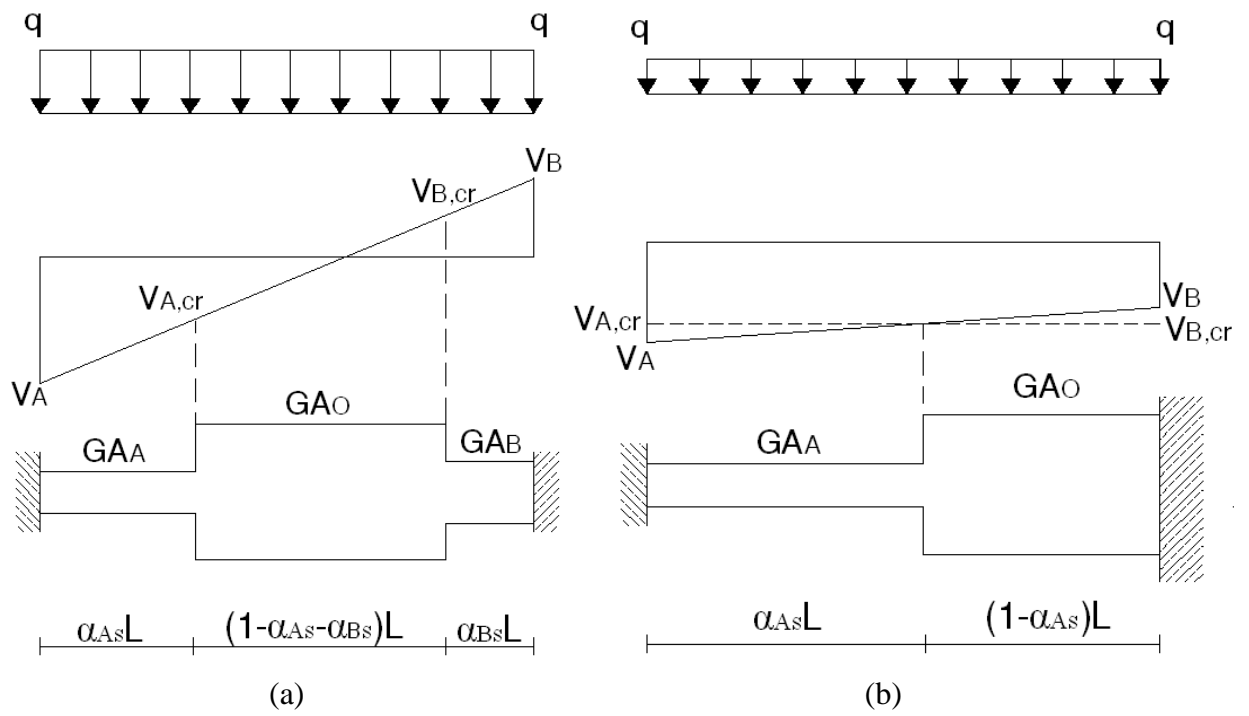 q
q
VB
VB,cr
VA,cr
VA
GAO
GAA
GAB
αAsL
(1-αAs-αBs)L
αBsL
(a)
q
q
VA,cr
VA
VB
VB,cr
GAO
GAA
αAsL
(1-αAs)L
(b)